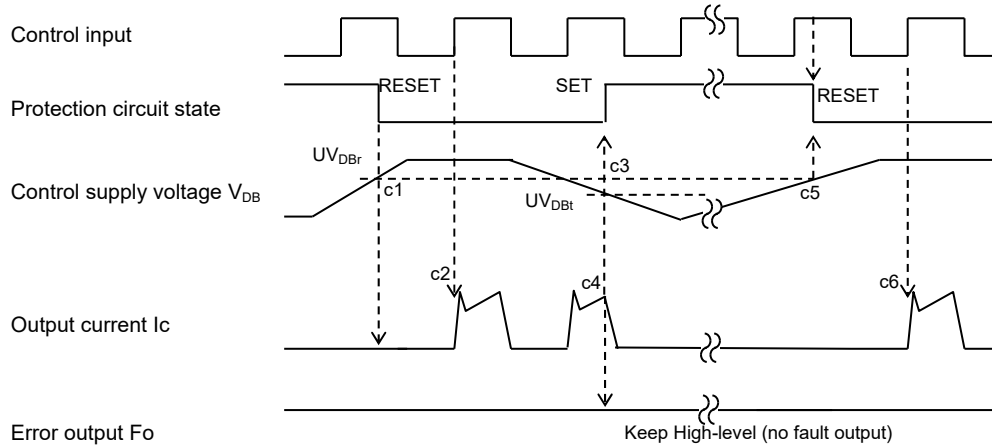 Control input
RESET
SET
RESET
Protection circuit state
UVDBr
c3
c1
c5
Control supply voltage VDB
UVDBt
c2
c4
c6
Output current Ic
Error output Fo
Keep High-level (no fault output)